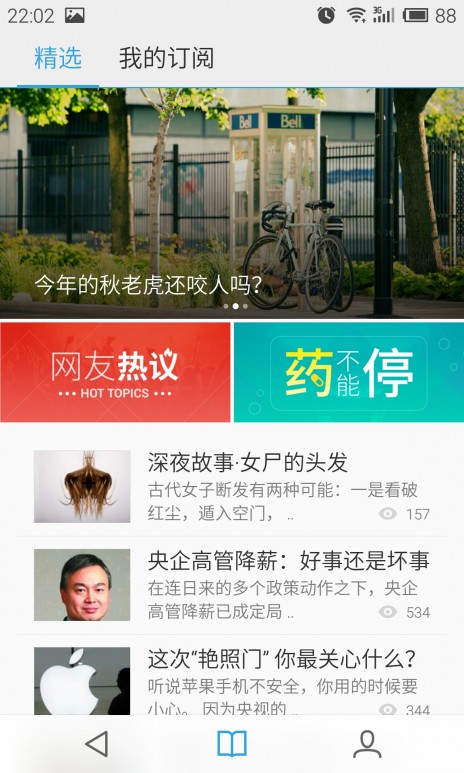 22:02
3G
88
精选
我的订阅
Bell
Bell
今年的秋老虎还咬人吗？
网友热议
HOT TOPICS
药不能停
深夜故事·女尸的头发
古代女子断发有两种可能：一是看破
红尘，遁入空门， ..
157
央企高管降薪：好事还是坏事
在连日来的多个政策动作之下，央企
高管降薪已成定局 ..
534
这次“艳照门” 你最关心什么？
听说苹果手机不安全，你用的时候要
小心。 因为央视的 ..
344